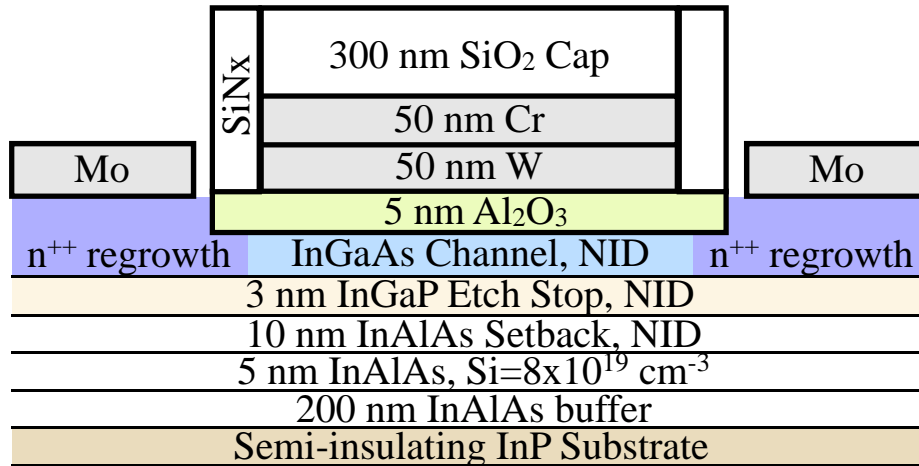 SiNx
300 nm SiO₂ Cap
50 nm Cr
Mo
50 nm W
Mo
5 nm Al₂O₃
n⁺⁺ regrowth
InGaAs Channel, NID
n⁺⁺ regrowth
3 nm InGaP Etch Stop, NID
10 nm InAlAs Setback, NID
5 nm InAlAs, Si=8x10¹⁹ cm⁻³
200 nm InAlAs buffer
Semi-insulating InP Substrate